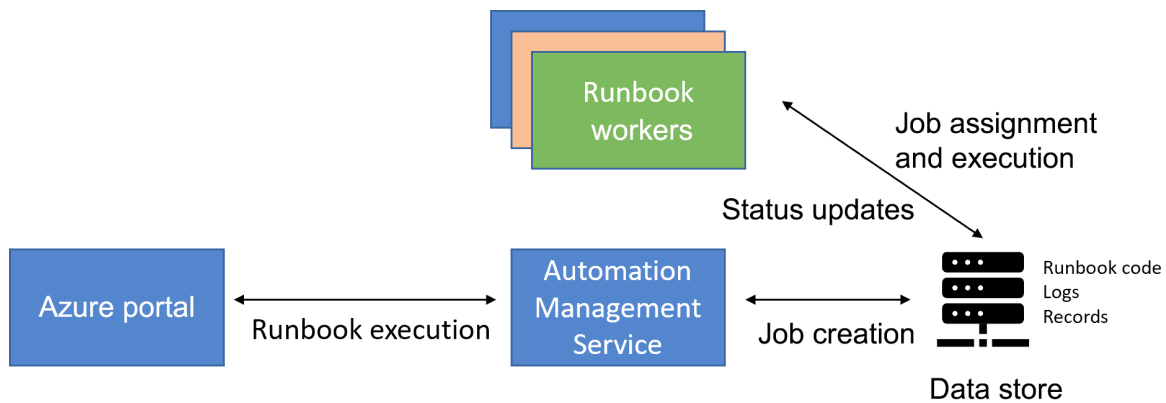 Runbook
workers
Job assignment
and execution
Status updates
Azure portal
Runbook execution
Automation
Management
Service
Job creation
Runbook code
Logs
Records
Data store